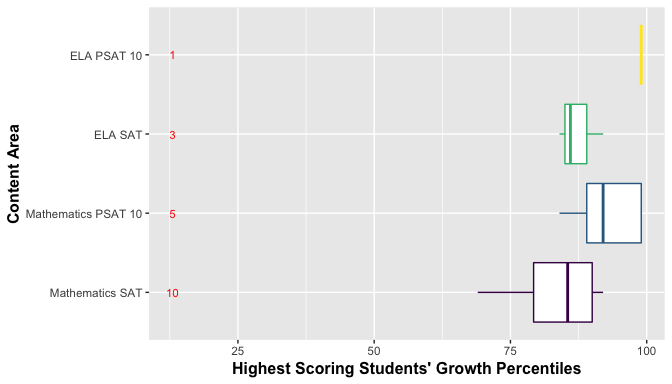 ELA PSAT 10
1
ELA SAT
3
Mathematics PSAT 10
5
Mathematics SAT
10
Content Area
25 50 75 100
Highest Scoring Students' Growth Percentiles